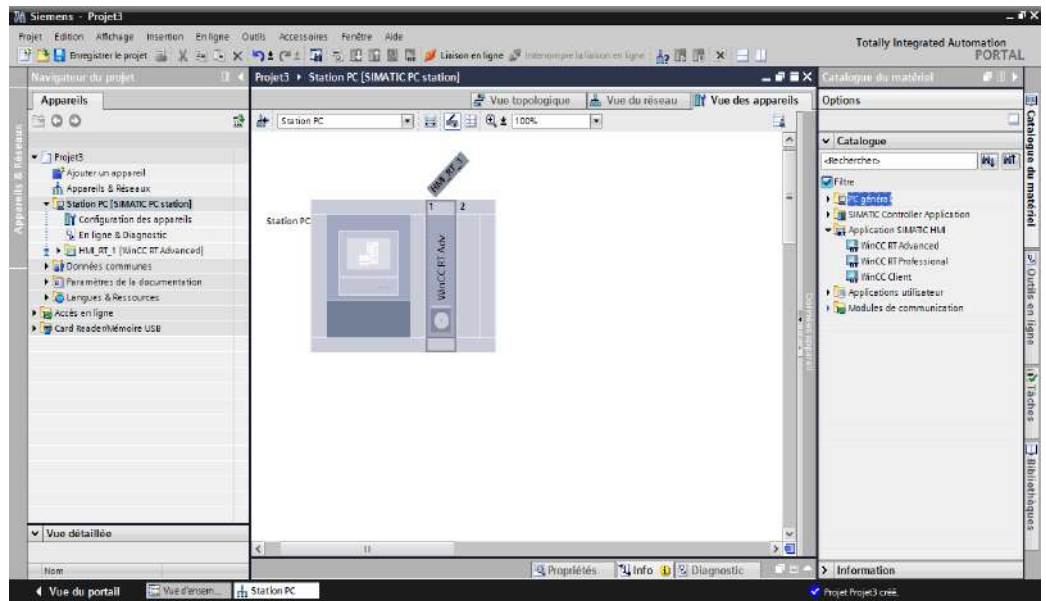 Siemens - Projet3
Projet Edition Affichage Insertion En ligne Outils Accessoires Fenêtre Aide
Totally Integrated Automation
PORTAL
Enregistrer le projet
Liaison en ligne
Interrompre la liaison en ligne
Navigateur du projet
Projet3 Station PC [SIMATIC PC station]
Catalogue du matériel
Appareils
Vue topologique
Vue du réseau
Vue des appareils
Options
Station PC
100%
Catalogue
<Rechercher>
Filtre
Projet3
Ajouter un appareil
Appareils & Réseaux
Station PC [SIMATIC PC station]
Configuration des appareils
En ligne & Diagnostic
HMI_RT_1 [WinCC RT Advanced]
Données communes
Paramètres de la documentation
Langues & Ressources
Accès en ligne
Card Reader/Mémoire USB
HMI_RT_1
1 2
Station PC
WinCC RT Adv
PC général
SIMATIC Controller Application
Application SIMATIC HMI
WinCC RT Advanced
WinCC RT Professional
WinCC Client
Applications utilisateur
Modules de communication
Appareils & Réseaux
Catalogue du matériel
Outils en ligne
Tâches
Bibliothèques
Vue détaillée
Nom
Propriétés
Info
Diagnostic
Information
Vue du portail
Vue d'ensem...
Station PC
Projet Projet3 créé.